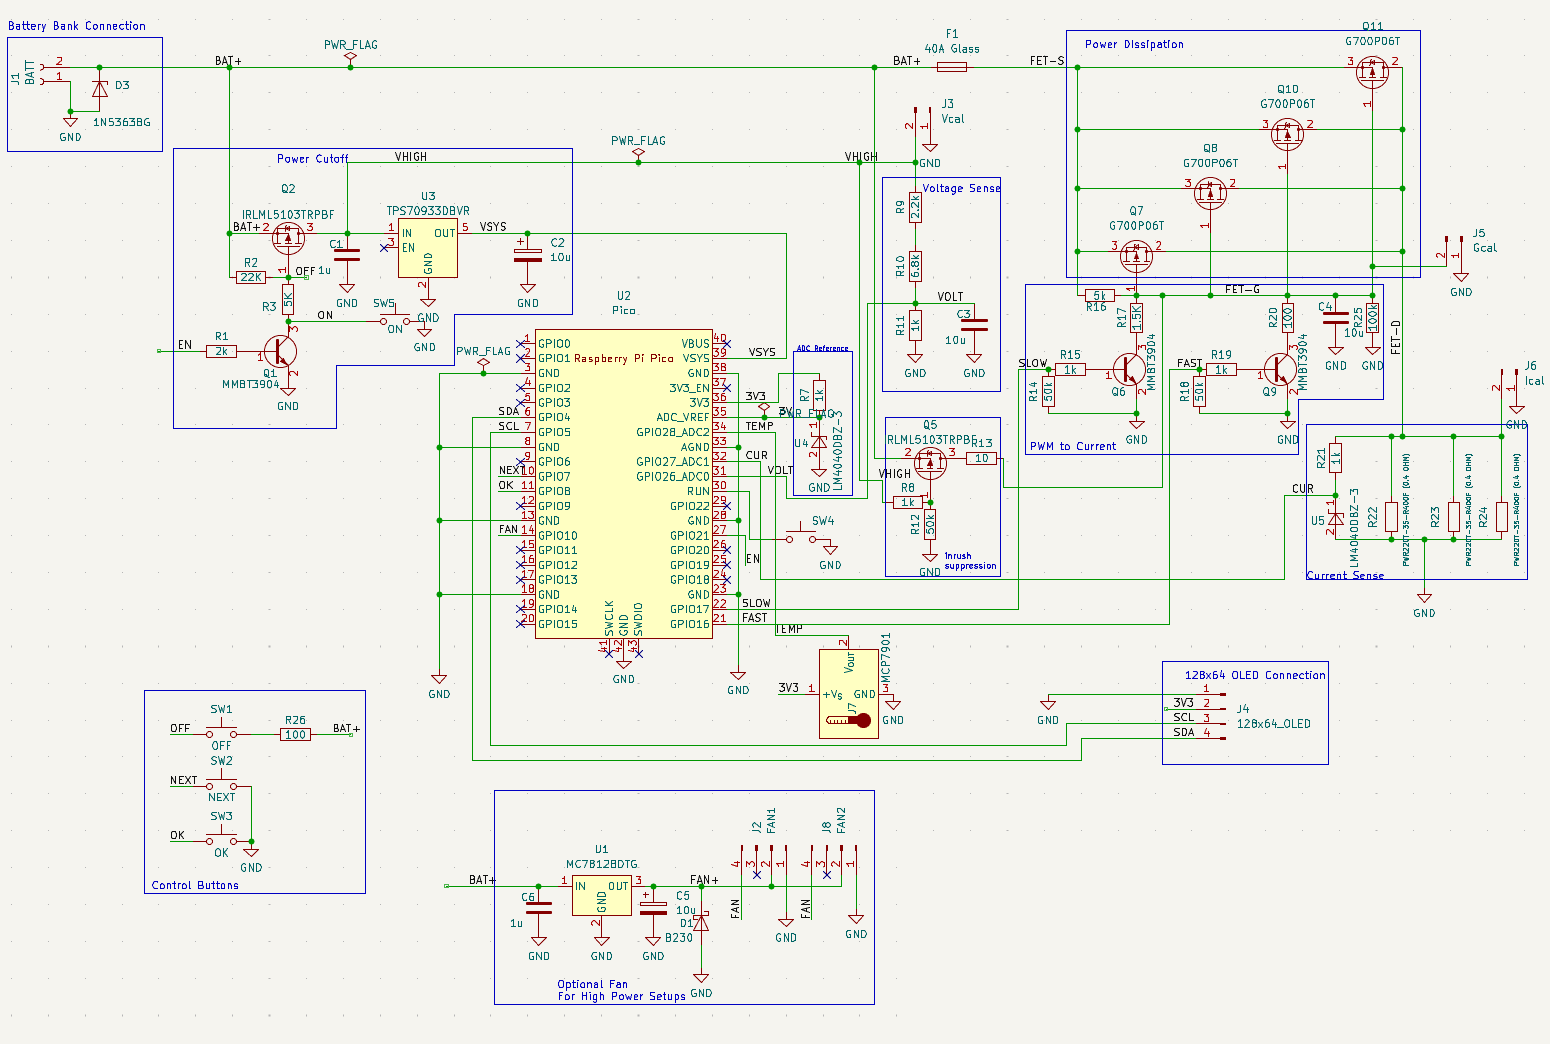 Battery Bank Connection
J1
BATT
2
1
D3
1N5363BG
GND
BAT+
PWR_FLAG
BAT+
F1
40A Glass
FET-S
Power Dissipation
Q11
G700P06T
3
2
1
Q10
G700P06T
3
2
1
Q8
G700P06T
3
2
1
Q7
G700P06T
3
2
1
J5
Gcal
2
1
GND
Power Cutoff
VHIGH
PWR_FLAG
VHIGH
J3
Vcal
2
1
GND
Q2
IRLML5103TRPBF
BAT+
2
3
1
R2
22K
OFF
R3
5K
C1
1u
GND
U3
TPS70933DBVR
1
IN
OUT
5
3
EN
GND
2
GND
VSYS
C2
10u
GND
ON
SW5
ON
GND
EN
R1
2k
1
3
2
Q1
MMBT3904
GND
Voltage Sense
R9
2.2k
R10
6.8k
VOLT
R11
1k
C3
10u
GND
GND
R16
5k
FET-G
R17
1.5K
R20
100
C4
10u
GND
R25
100k
GND
FET-D
SLOW
R15
1k
R14
50k
1
3
2
Q6
MMBT3904
GND
FAST
R19
1k
R18
50k
1
3
2
Q9
MMBT3904
GND
PWM to Current
J6
Ical
2
1
GND
U2
Pico
Raspberry Pi Pico
PWR_FLAG
1 GPIO0
2 GPIO1
3 GND
4 GPIO2
5 GPIO3
SDA 6 GPIO4
SCL 7 GPIO5
8 GND
9 GPIO6
NEXT 10 GPIO7
OK 11 GPIO8
12 GPIO9
13 GND
FAN 14 GPIO10
15 GPIO11
16 GPIO12
17 GPIO13
18 GND
19 GPIO14
20 GPIO15
VBUS 40
VSYS 39 VSYS
GND 38
3V3_EN 37
3V3 36 3V3
ADC_VREF 35
GPIO28_ADC2 34 TEMP
AGND 33
GPIO27_ADC1 32 CUR
GPIO26_ADC0 31 VOLT
RUN 30
GPIO22 29
GND 28
GPIO21 27
GPIO20 26
GPIO19 25
GPIO18 24
GND 23
GPIO17 22 SLOW
GPIO16 21 FAST
EN
SWCLK
GND
SWDIO
41
42
43
GND
GND
GND
ADC Reference
R7
1k
3V
PWR_FLAG
U4
1
2
LM4040DBZ-3
GND
SW4
GND
Q5
RLML5103TRPBF
2
3
1
R13
10
VHIGH
R8
1k
R12
50k
GND
Inrush
suppression
R21
1k
CUR
U5
1
2
LM4040DBZ-3
R22
PWR220T-35-R400F (0.4 OHM)
R23
PWR220T-35-R400F (0.4 OHM)
R24
PWR220T-35-R400F (0.4 OHM)
Current Sense
GND
TEMP
2
Vout
MCP7901
3V3
1
+Vs
GND
3
J7
GND
128x64 OLED Connection
GND
1
3V3 2
SCL 3
SDA 4
J4
128x64_OLED
SW1
OFF
OFF
R26
100
BAT+
SW2
NEXT
NEXT
SW3
OK
OK
GND
Control Buttons
BAT+
C6
1u
GND
U1
MC7812BDTG
1
IN
OUT
3
GND
2
GND
C5
10u
GND
FAN+
D1
B230
GND
J2
FAN1
4
3
2
1
FAN
GND
J8
FAN2
4
3
2
1
FAN
GND
Optional Fan
For High Power Setups